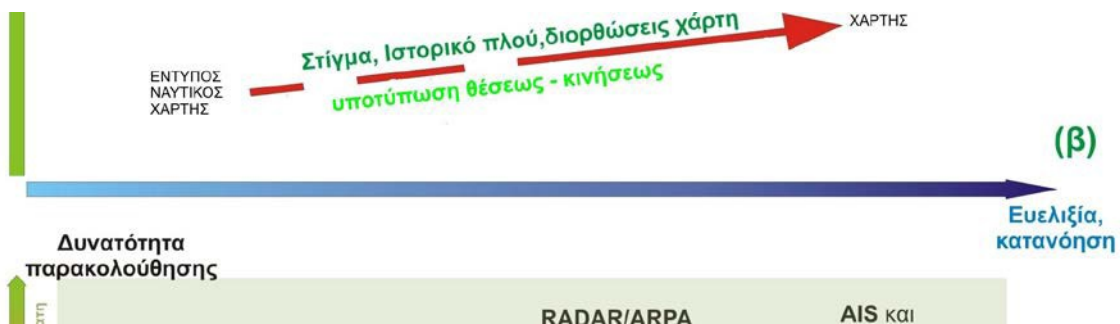 ΧΑΡΤΗΣ
Στίγμα, Ιστορικό πλού,διορθώσεις χάρτη
ΕΝΤΥΠΟΣ
ΝΑΥΤΙΚΟΣ
ΧΑΡΤΗΣ
υποτύπωση θέσεως - κινήσεως
(β)
Ευελιξία,
κατανόηση
Δυνατότητα
παρακολούθησης
RADAR/ARPA
AIS και